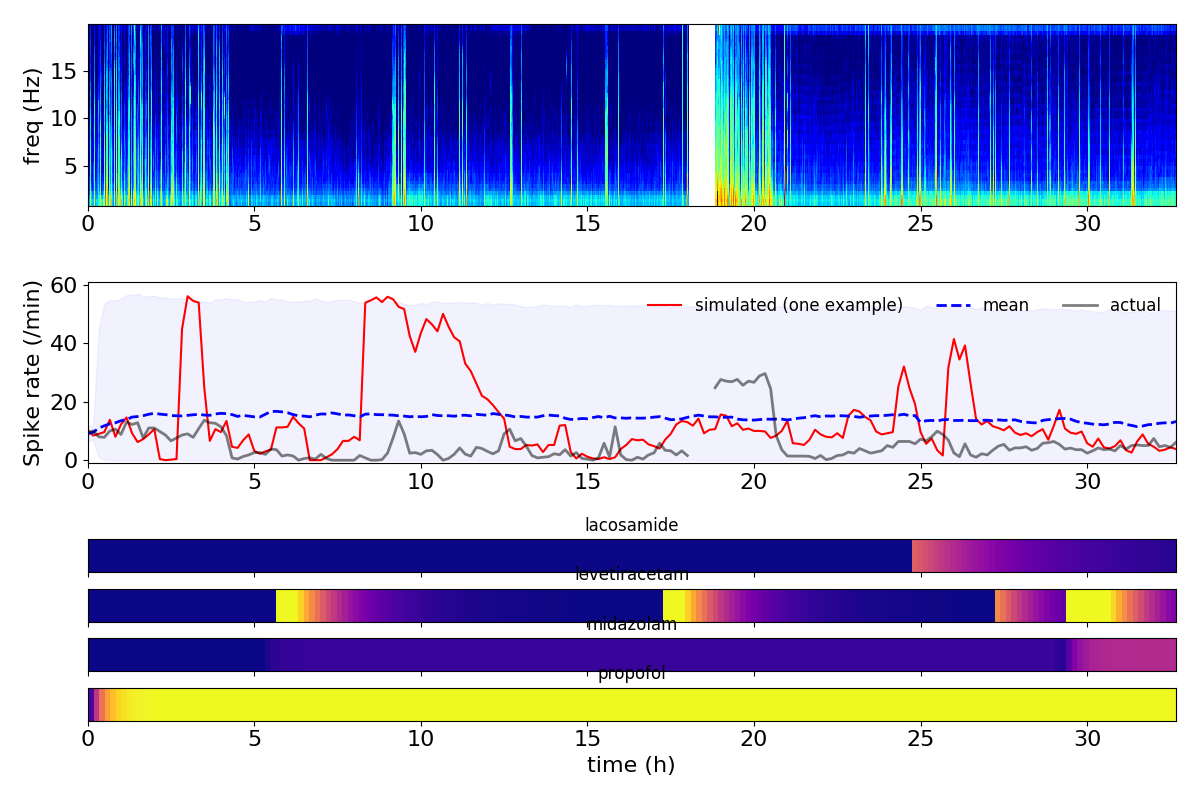 freq (Hz)
15
10
5
0 5 10 15 20 25 30
Spike rate (/min)
60
40
20
0
simulated (one example) mean actual
0 5 10 15 20 25 30
lacosamide
levetiracetam
midazolam
propofol
0 5 10 15 20 25 30
time (h)